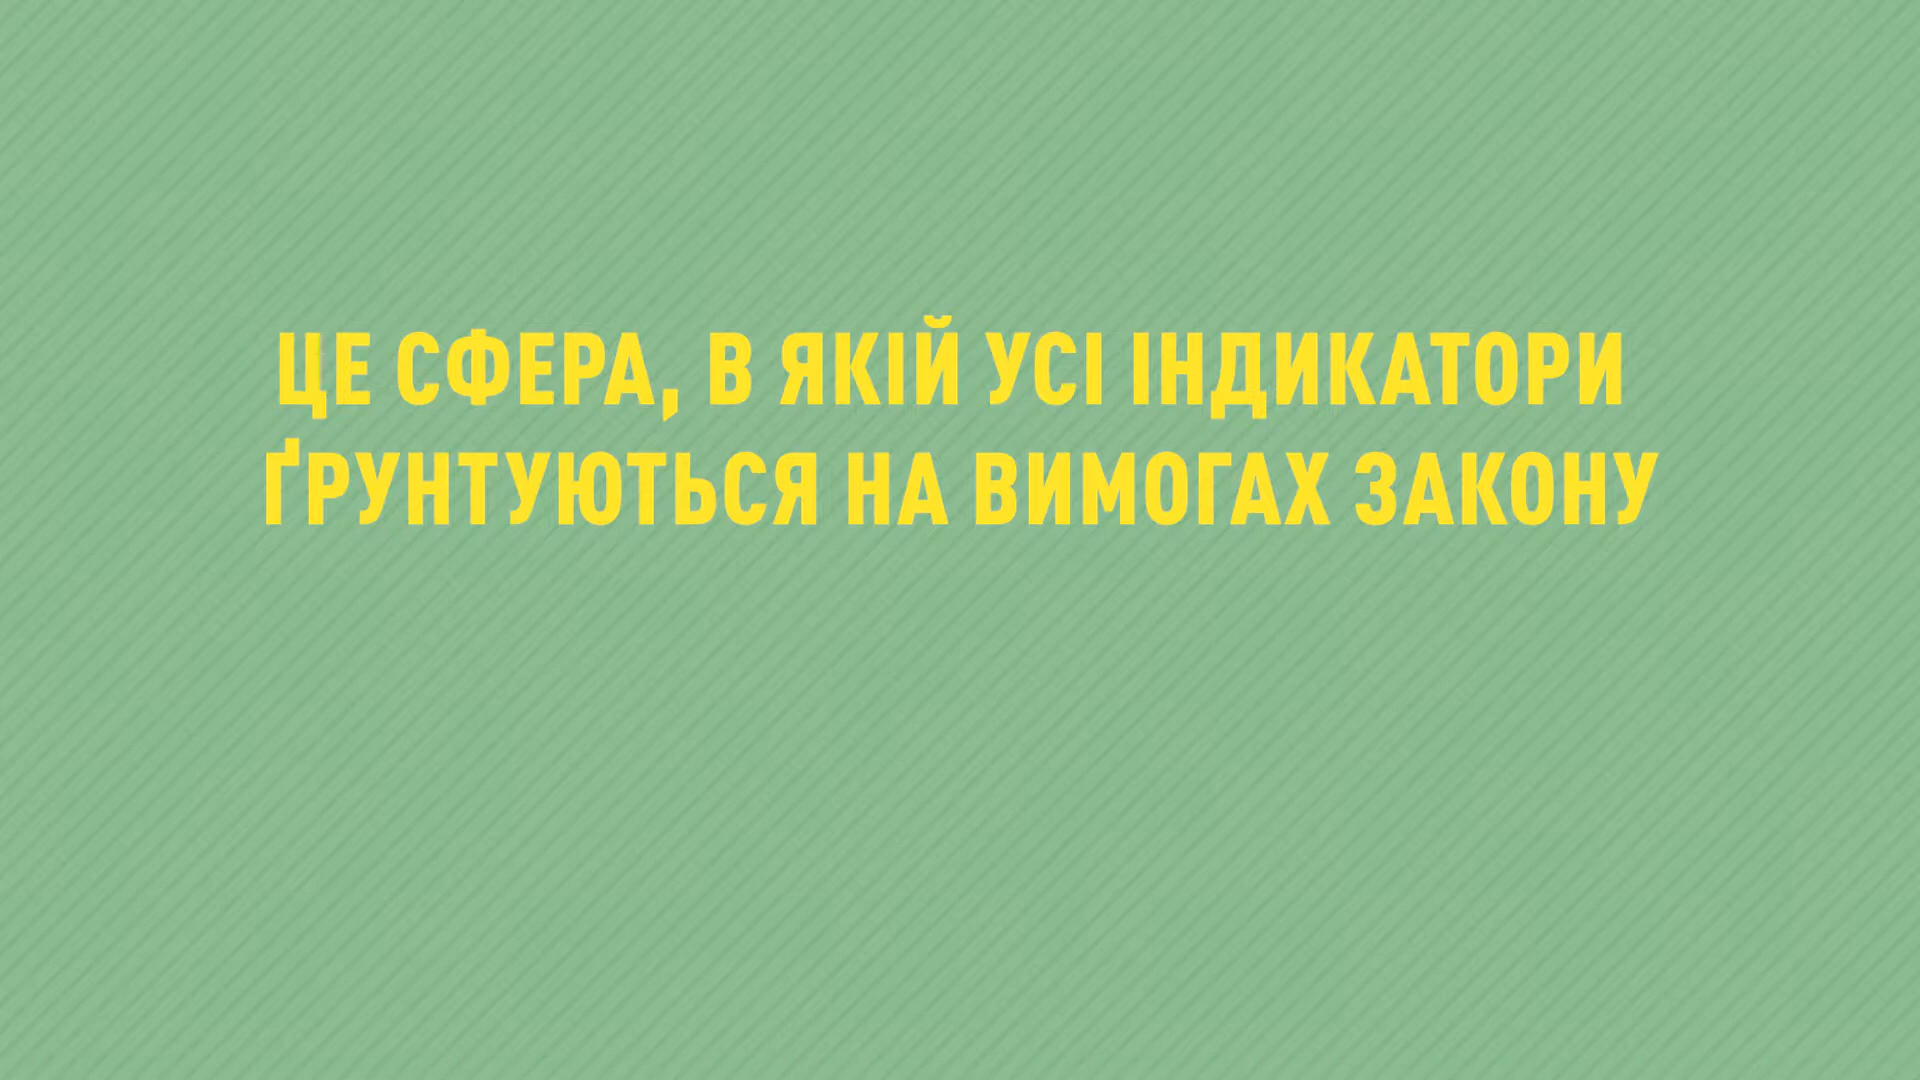 ЦЕ СФЕРА, В ЯКІЙ УСІ ІНДИКАТОРИ
ҐРУНТУЮТЬСЯ НА ВИМОГАХ ЗАКОНУ